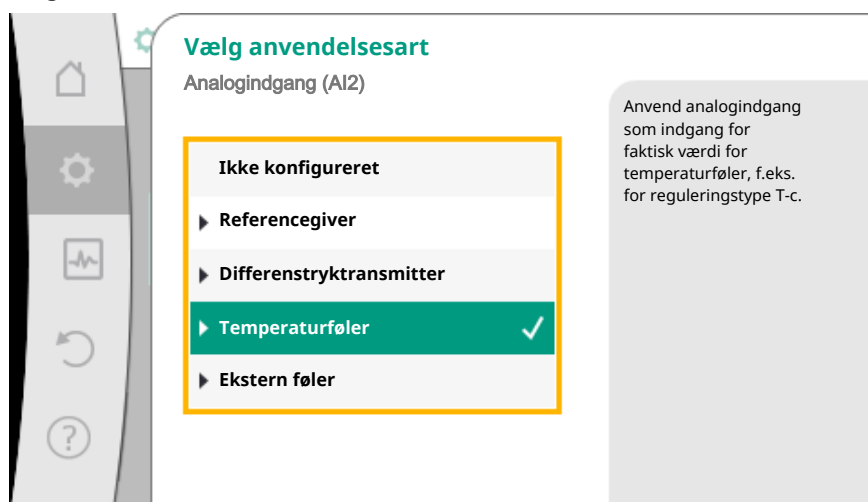 Vælg anvendelsesart
Analogindgang (AI2)
Ikke konfigureret
Referencegiver
Differenstryktransmitter
Temperaturføler
Ekstern føler
Anvend analogindgang
som indgang for
faktisk værdi for
temperaturføler, f.eks.
for reguleringstype T-c.
?